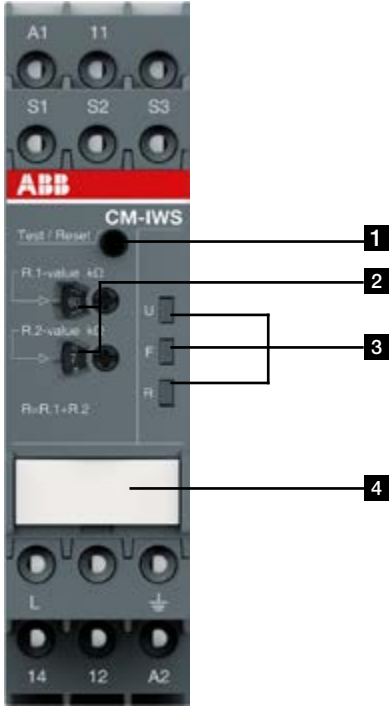 A1 11
S1 S2 S3
ABB
CM-IWS
Test / Reset
1
R.1-value kΩ
2
U
R.2-value kΩ
F
3
R
R=R.1+R.2
4
L
14 12 A2